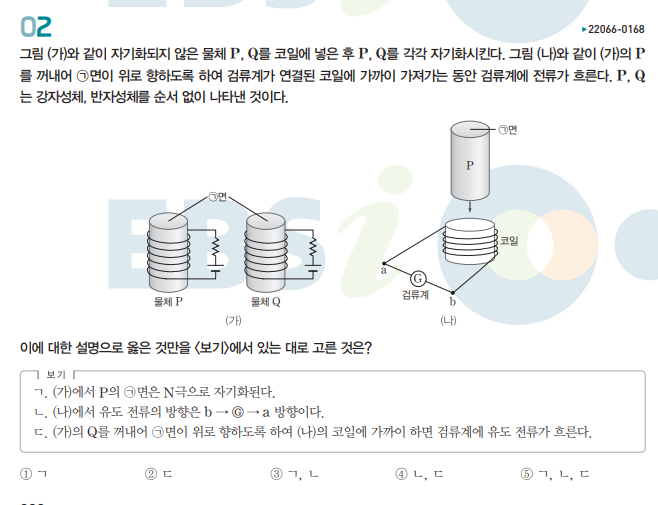 02
▶22066-0168
그림 (가)와 같이 자기화되지 않은 물체 P, Q를 코일에 넣은 후 P, Q를 각각 자기화시킨다. 그림 (나)와 같이 (가)의 P
를 꺼내어 ㉠면이 위로 향하도록 하여 검류계가 연결된 코일에 가까이 가져가는 동안 검류계에 전류가 흐른다. P, Q
는 강자성체, 반자성체를 순서 없이 나타낸 것이다.
㉠면
P
㉠면
코일
a
G
검류계
b
물체 P
물체 Q
(가)
(나)
이에 대한 설명으로 옳은 것만을 <보기>에서 있는 대로 고른 것은?
보기
ㄱ. (가)에서 P의 ㉠면은 N극으로 자기화된다.
ㄴ. (나)에서 유도 전류의 방향은 b → Ⓖ → a 방향이다.
ㄷ. (가)의 Q를 꺼내어 ㉠면이 위로 향하도록 하여 (나)의 코일에 가까이 하면 검류계에 유도 전류가 흐른다.
① ㄱ
② ㄷ
③ ㄱ, ㄴ
④ ㄴ, ㄷ
⑤ ㄱ, ㄴ, ㄷ
EBSi